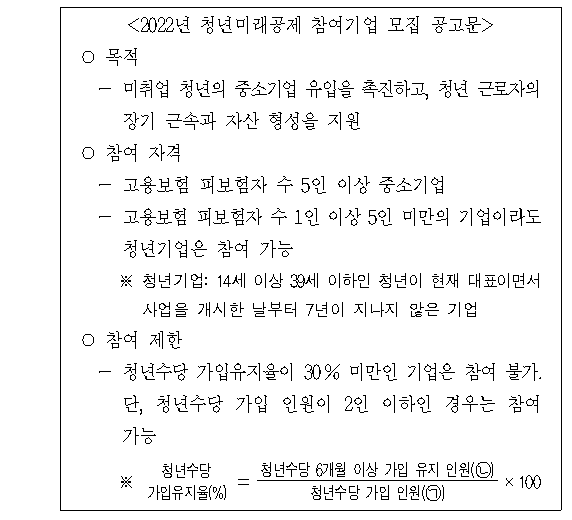 <2022년 청년미래공제 참여기업 모집 공고문>
○ 목적
－ 미취업 청년의 중소기업 유입을 촉진하고, 청년 근로자의
장기 근속과 자산 형성을 지원
○ 참여 자격
－ 고용보험 피보험자 수 5인 이상 중소기업
－ 고용보험 피보험자 수 1인 이상 5인 미만의 기업이라도
청년기업은 참여 가능
※ 청년기업: 14세 이상 39세 이하인 청년이 현재 대표이면서
사업을 개시한 날부터 7년이 지나지 않은 기업
○ 참여 제한
－ 청년수당 가입유지율이 30% 미만인 기업은 참여 불가.
단, 청년수당 가입 인원이 2인 이하인 경우는 참여
가능
※ 청년수당 가입유지율(%) = 청년수당 6개월 이상 가입 유지 인원(㉡) / 청년수당 가입 인원(㉠) × 100